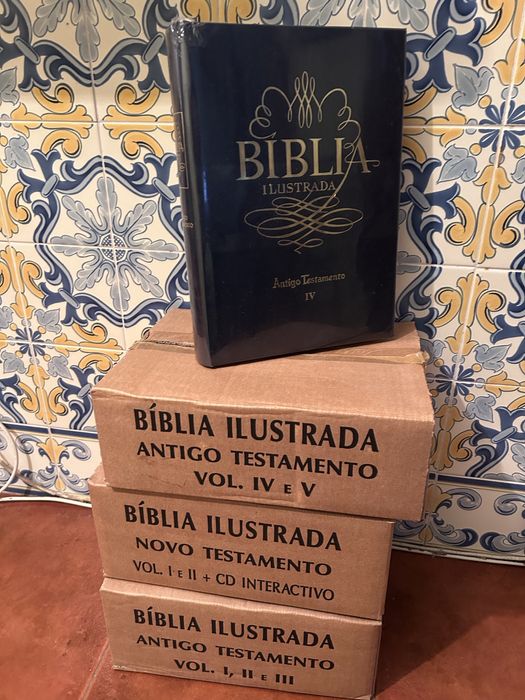 BÍBLIA
ILUSTRADA
Antigo Testamento
IV
BÍBLIA ILUSTRADA
ANTIGO TESTAMENTO
VOL. IV E V
BÍBLIA ILUSTRADA
NOVO TESTAMENTO
VOL. I E II + CD INTERACTIVO
BÍBLIA ILUSTRADA
ANTIGO TESTAMENTO
VOL. I, II E III